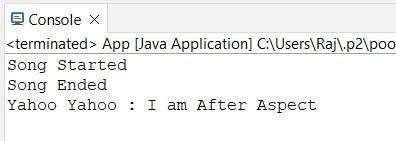 Console
<terminated> App [Java Application] C:\Users\Raj\.p2\poo
Song Started
Song Ended
Yahoo Yahoo : I am After Aspect